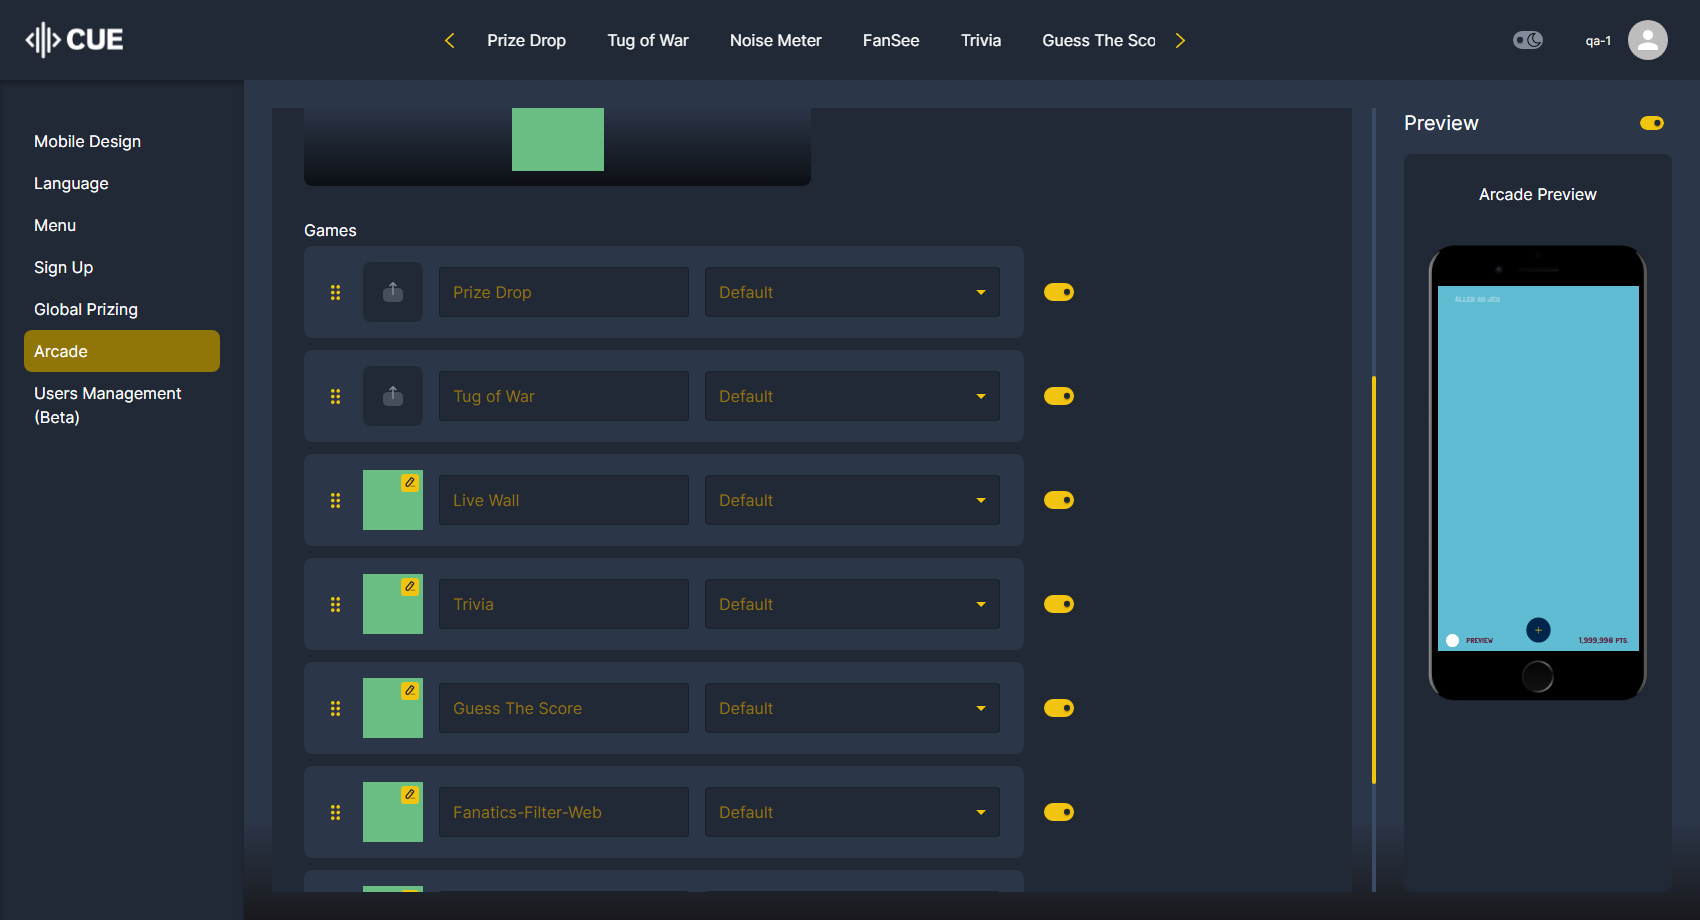 CUE
Prize Drop
Tug of War
Noise Meter
FanSee
Trivia
Guess The Sco
qa-1
Mobile Design
Language
Menu
Sign Up
Global Prizing
Arcade
Users Management
(Beta)
Games
Prize Drop
Default
Tug of War
Default
Live Wall
Default
Trivia
Default
Guess The Score
Default
Fanatics-Filter-Web
Default
Preview
Arcade Preview
PREVIEW
+
1,999,998 PTS.